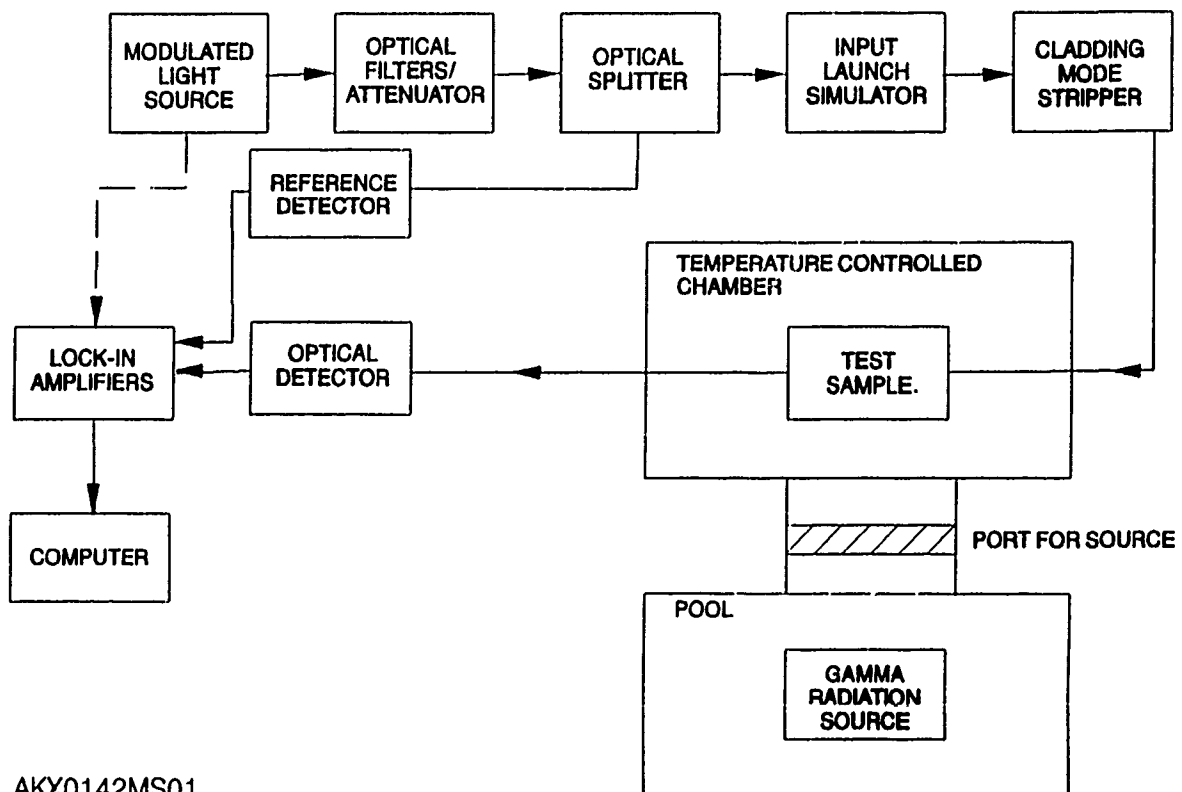 MODULATED
LIGHT
SOURCE
OPTICAL
FILTERS/
ATTENUATOR
OPTICAL
SPLITTER
INPUT
LAUNCH
SIMULATOR
CLADDING
MODE
STRIPPER
REFERENCE
DETECTOR
TEMPERATURE CONTROLLED
CHAMBER
LOCK-IN
AMPLIFIERS
OPTICAL
DETECTOR
TEST
SAMPLE.
COMPUTER
PORT FOR SOURCE
POOL
GAMMA
RADIATION
SOURCE
AKY0142MS01